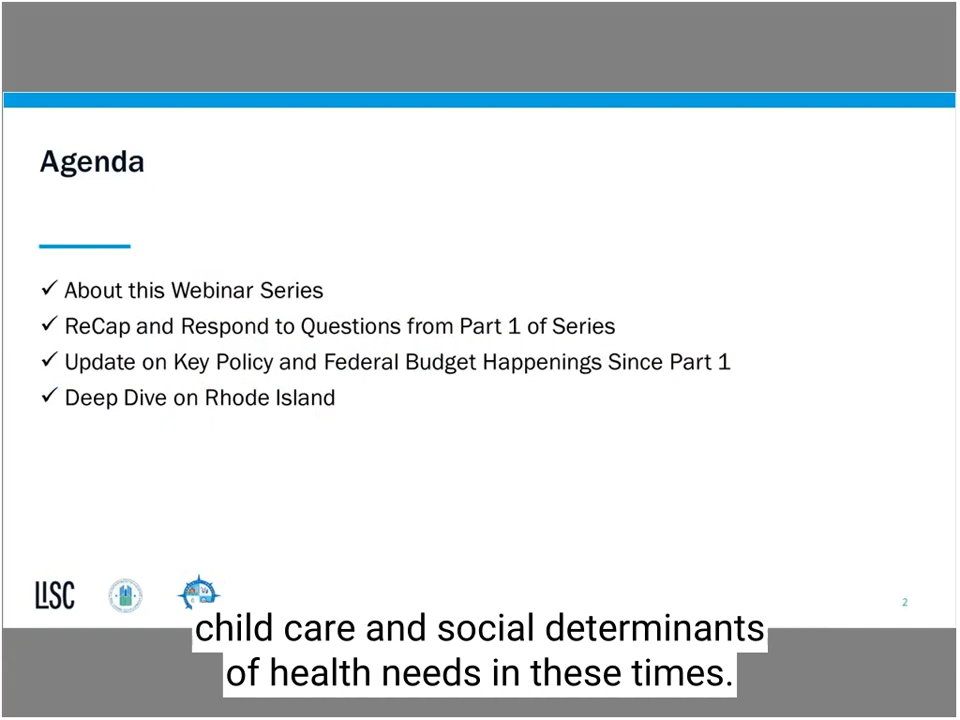 Agenda
✓ About this Webinar Series
✓ ReCap and Respond to Questions from Part 1 of Series
✓ Update on Key Policy and Federal Budget Happenings Since Part 1
✓ Deep Dive on Rhode Island
LISC
2
child care and social determinants
of health needs in these times.